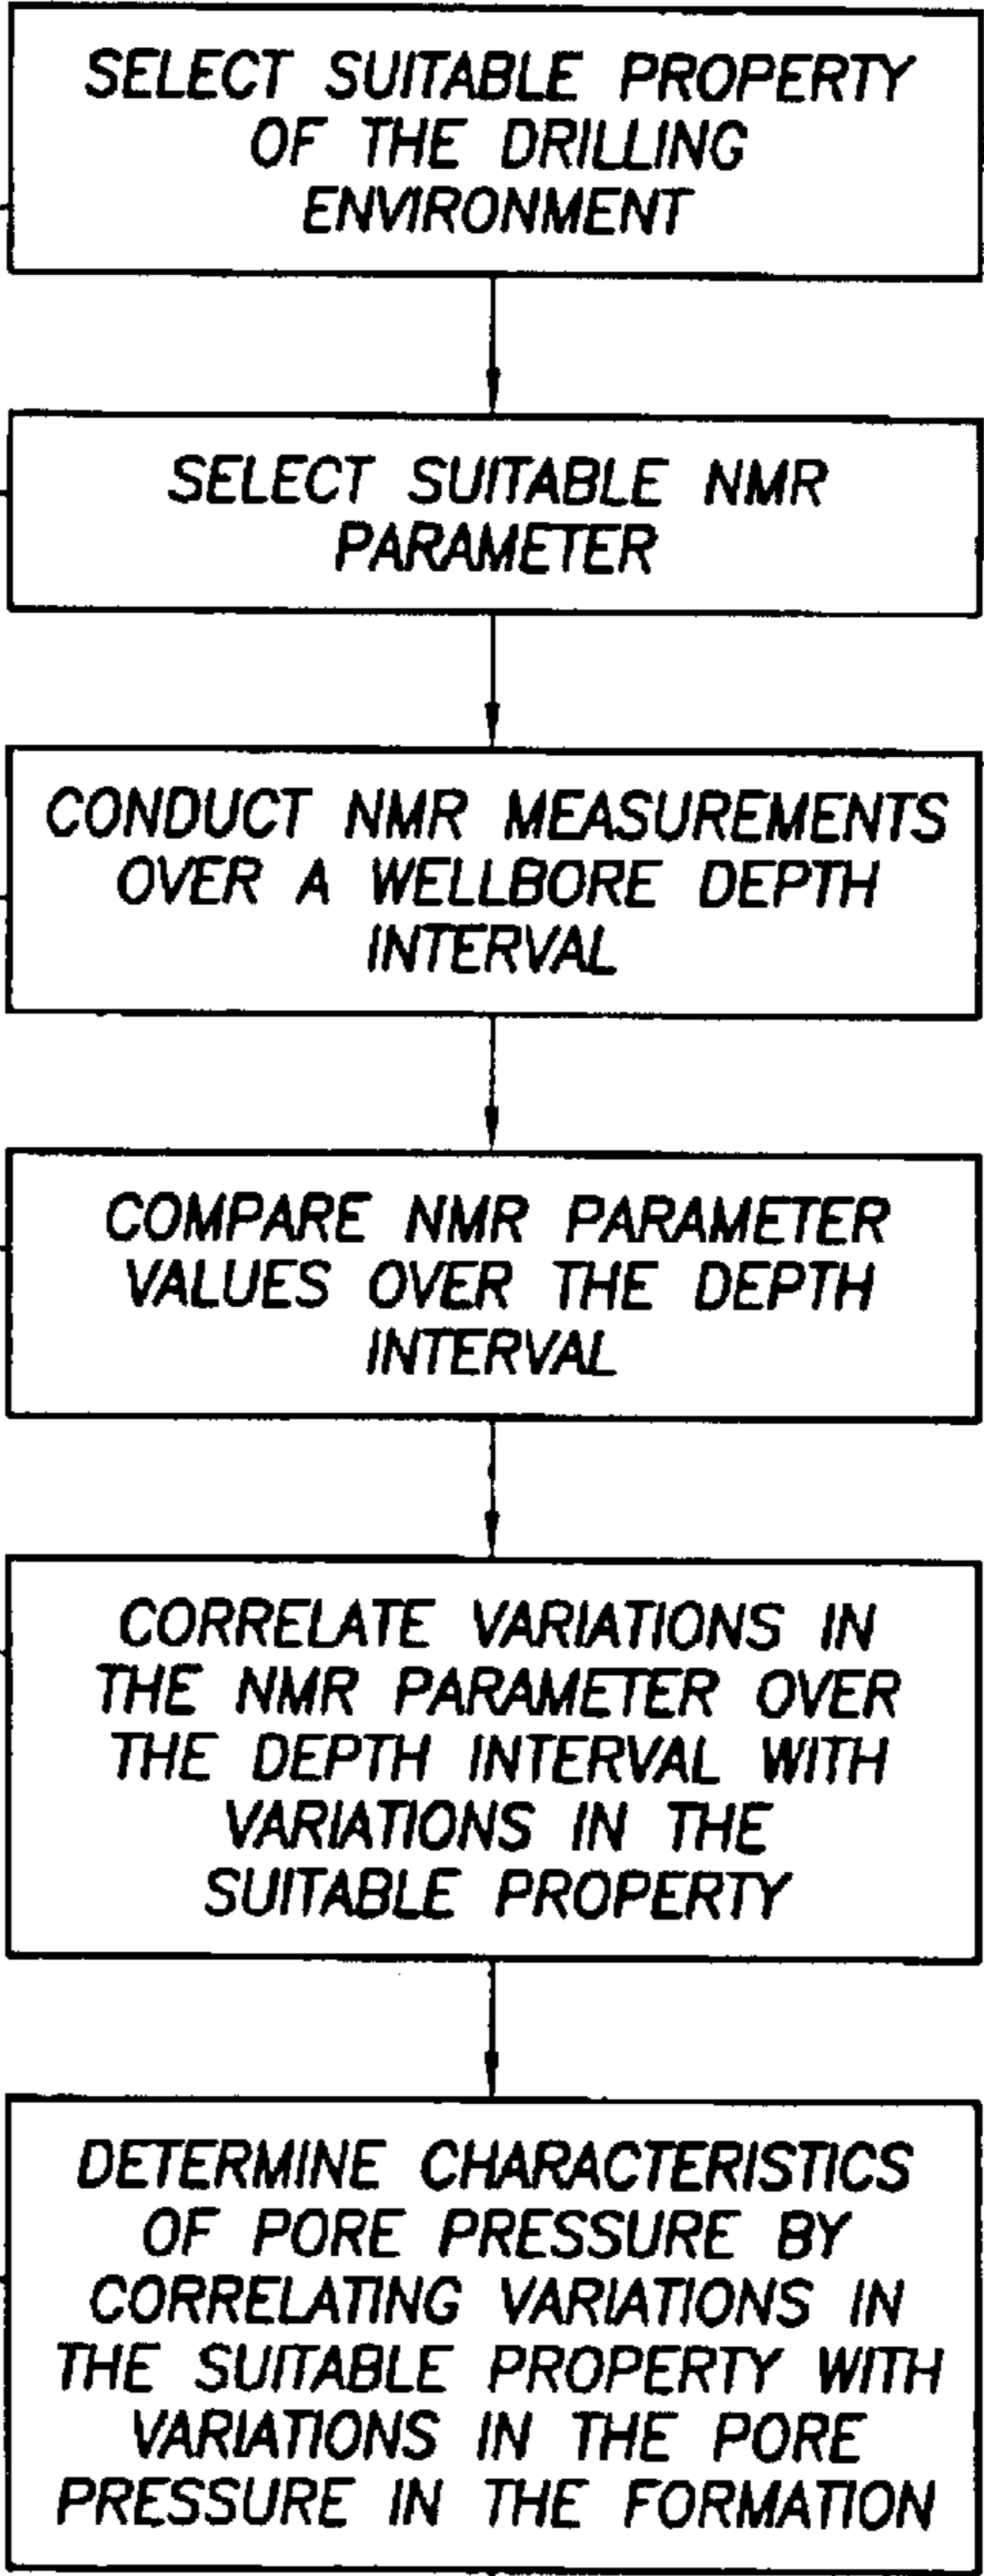 SELECT SUITABLE PROPERTY
OF THE DRILLING
ENVIRONMENT
SELECT SUITABLE NMR
PARAMETER
CONDUCT NMR MEASUREMENTS
OVER A WELLBORE DEPTH
INTERVAL
COMPARE NMR PARAMETER
VALUES OVER THE DEPTH
INTERVAL
CORRELATE VARIATIONS IN
THE NMR PARAMETER OVER
THE DEPTH INTERVAL WITH
VARIATIONS IN THE
SUITABLE PROPERTY
DETERMINE CHARACTERISTICS
OF PORE PRESSURE BY
CORRELATING VARIATIONS IN
THE SUITABLE PROPERTY WITH
VARIATIONS IN THE PORE
PRESSURE IN THE FORMATION